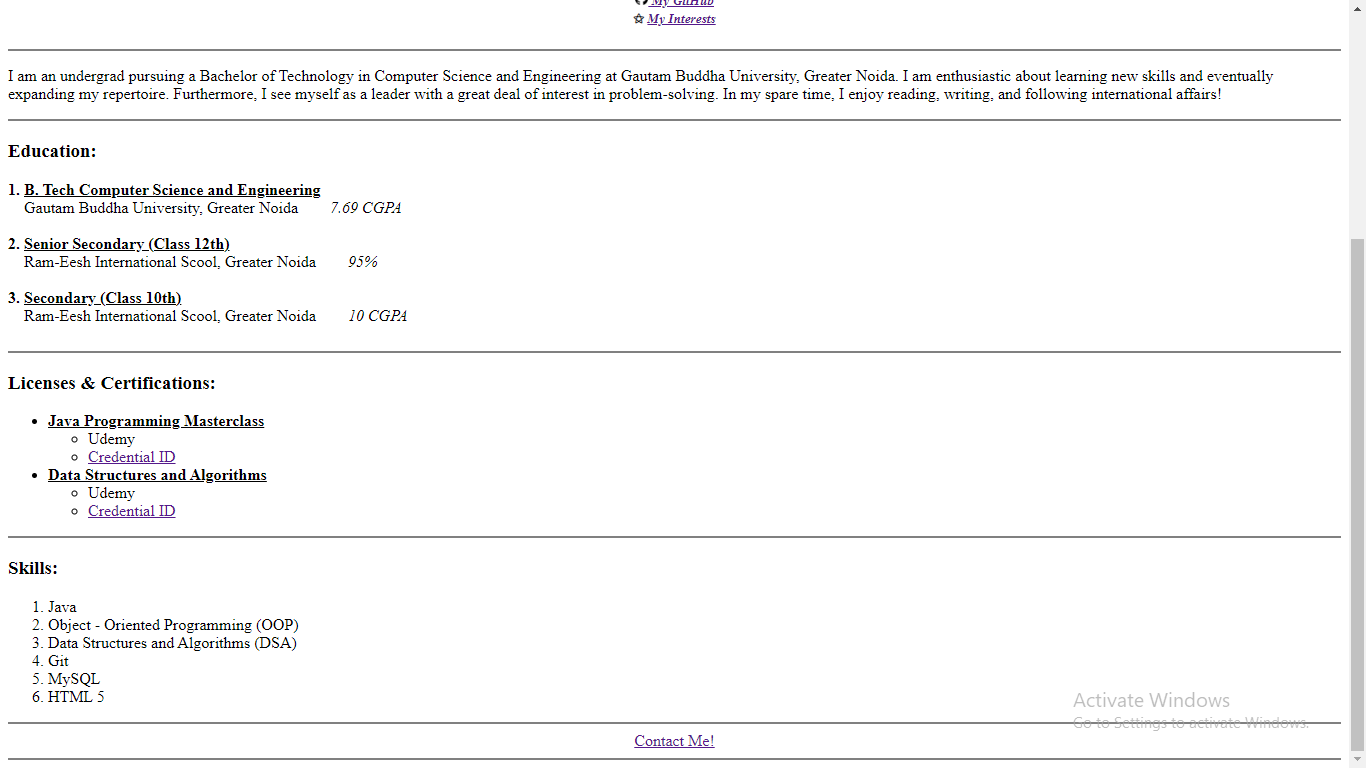 My GitHub
My Interests
I am an undergrad pursuing a Bachelor of Technology in Computer Science and Engineering at Gautam Buddha University, Greater Noida. I am enthusiastic about learning new skills and eventually
expanding my repertoire. Furthermore, I see myself as a leader with a great deal of interest in problem-solving. In my spare time, I enjoy reading, writing, and following international affairs!
Education:
1. B. Tech Computer Science and Engineering
Gautam Buddha University, Greater Noida 7.69 CGPA
2. Senior Secondary (Class 12th)
Ram-Eesh International Scool, Greater Noida 95%
3. Secondary (Class 10th)
Ram-Eesh International Scool, Greater Noida 10 CGPA
Licenses & Certifications:
• Java Programming Masterclass
○ Udemy
○ Credential ID
• Data Structures and Algorithms
○ Udemy
○ Credential ID
Skills:
1. Java
2. Object - Oriented Programming (OOP)
3. Data Structures and Algorithms (DSA)
4. Git
5. MySQL
6. HTML 5
Activate Windows
Go to Settings to activate Windows.
Contact Me!